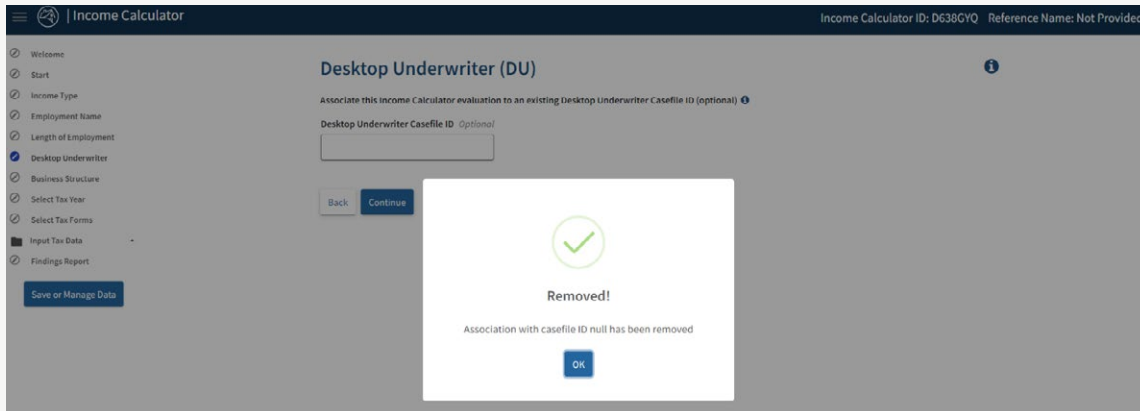 | Income Calculator
Income Calculator ID: D638GYQ Reference Name: Not Provided
Welcome
Start
Income Type
Employment Name
Length of Employment
Desktop Underwriter
Business Structure
Select Tax Year
Select Tax Forms
Input Tax Data
Findings Report
Save or Manage Data
Desktop Underwriter (DU)
Associate this Income Calculator evaluation to an existing Desktop Underwriter Casefile ID (optional)
Desktop Underwriter Casefile ID Optional
Back Continue
Removed!
Association with casefile ID null has been removed
OK